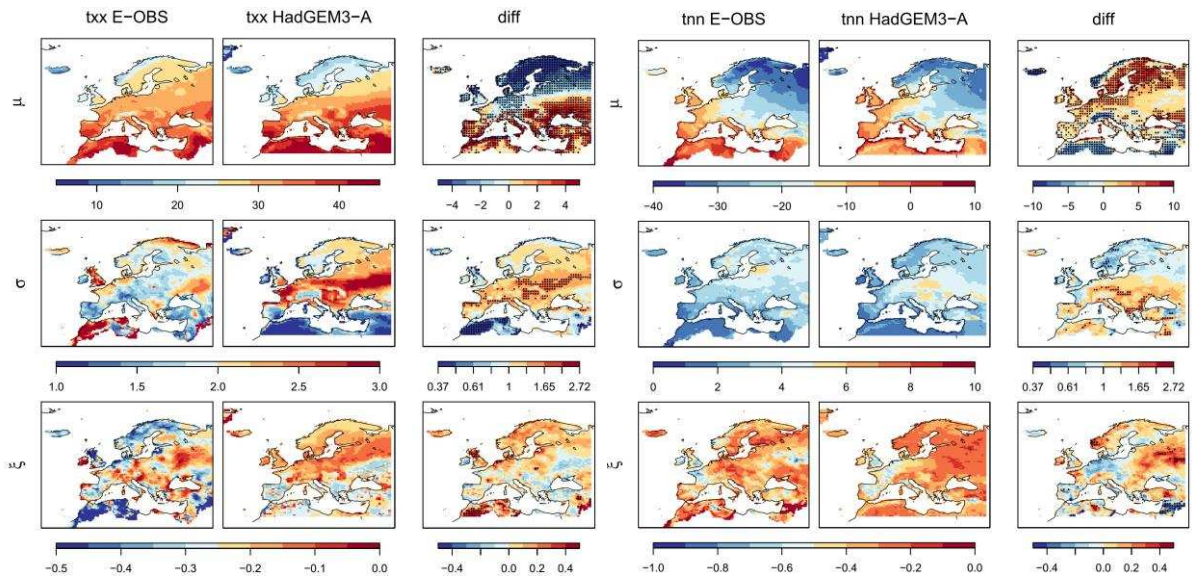 txx E−OBS txx HadGEM3−A diff tnn E−OBS tnn HadGEM3−A diff
μ μ
10 20 30 40 −4 −2 0 2 4 −40 −30 −20 −10 0 10 −10 −5 0 5 10
σ σ
1.0 1.5 2.0 2.5 3.0 0.37 0.61 1 1.65 2.72 0 2 4 6 8 10 0.37 0.61 1 1.65 2.72
ξ ξ
−0.5 −0.4 −0.3 −0.2 −0.1 0.0 −0.4 0.0 0.2 0.4 −1.0 −0.8 −0.6 −0.4 −0.2 0.0 −0.4 0.0 0.2 0.4